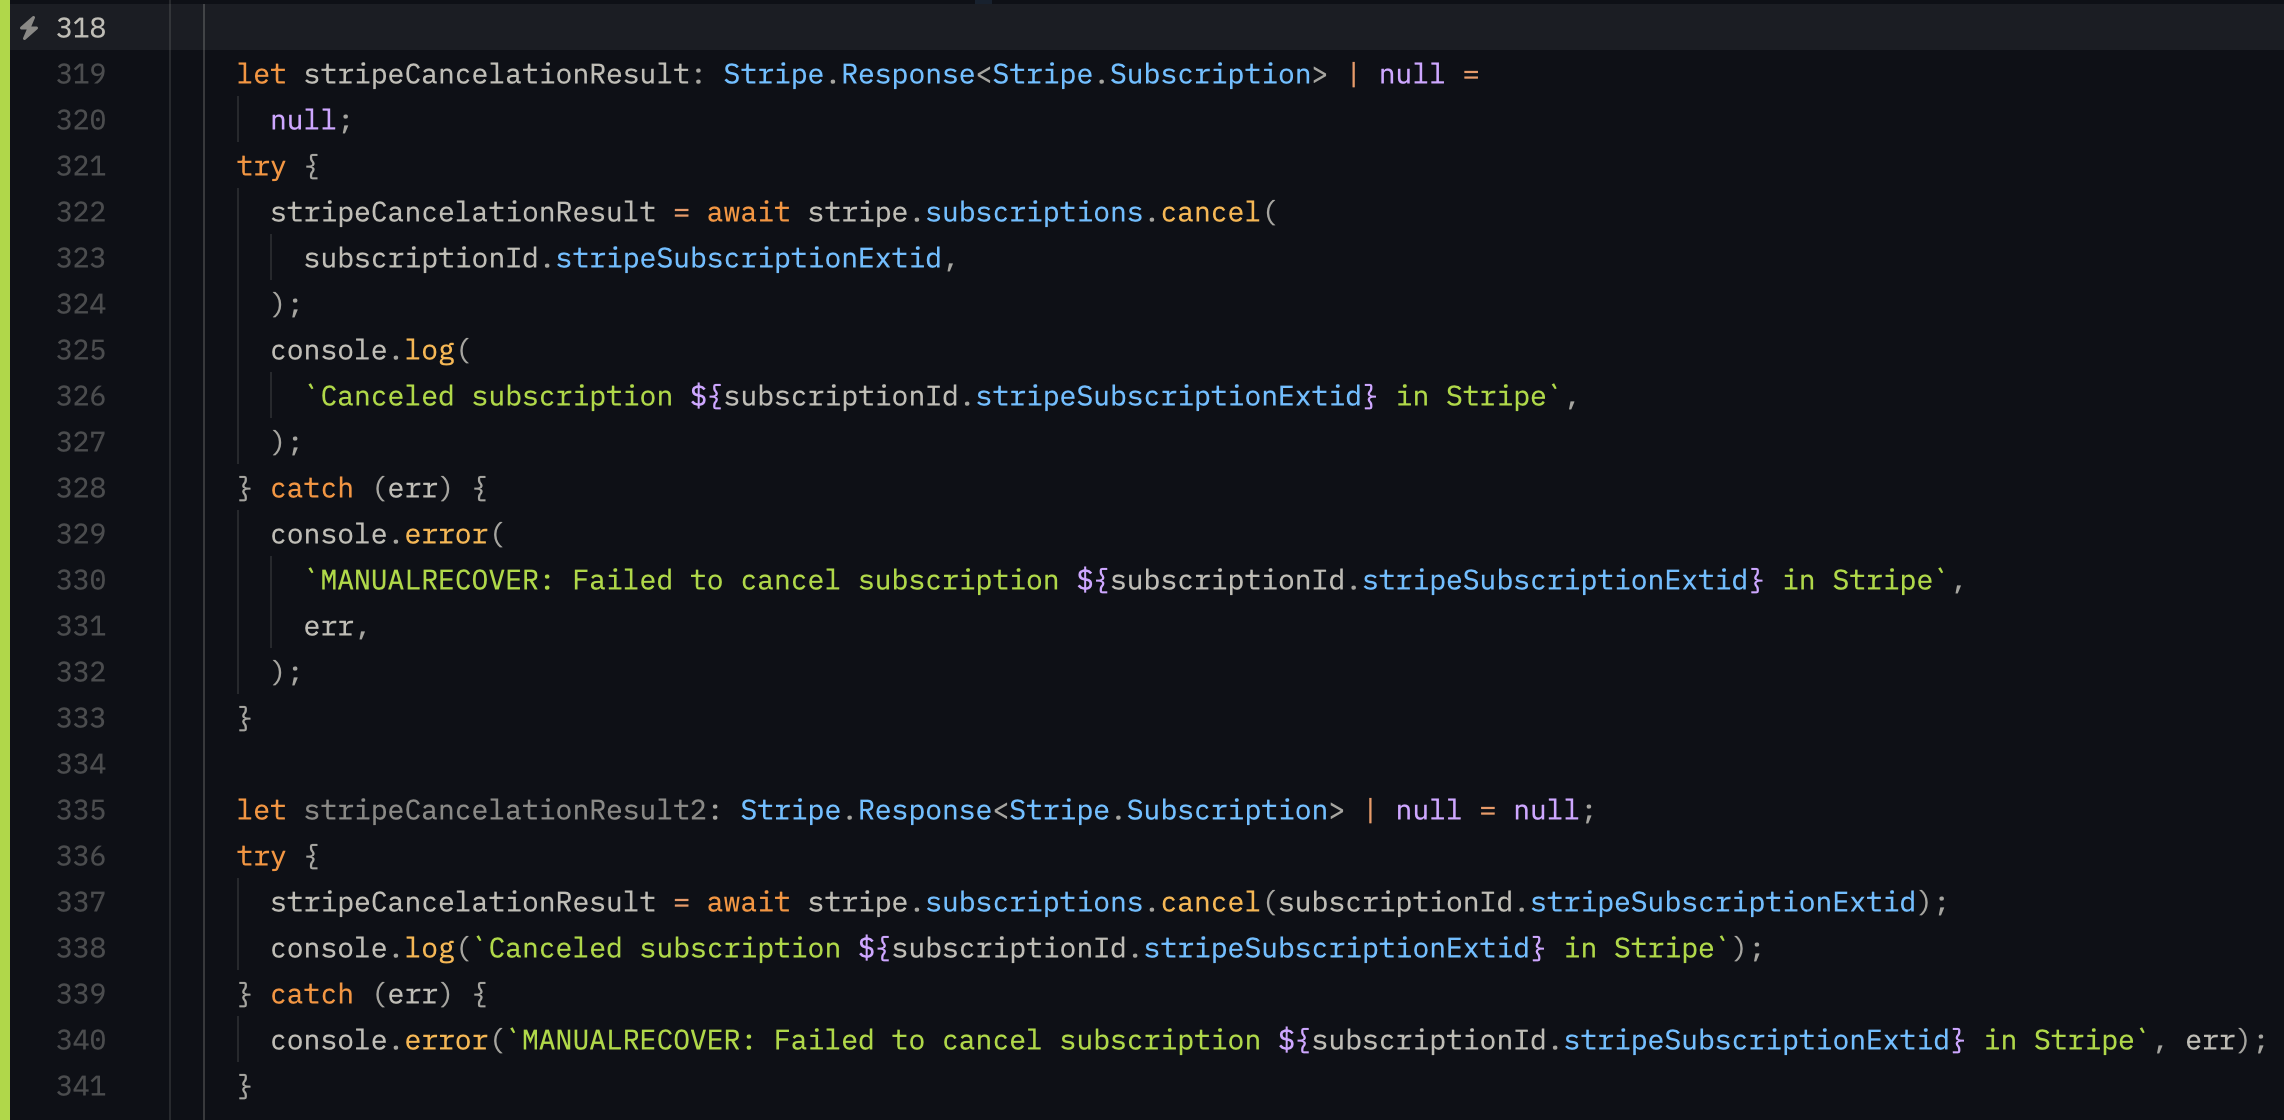 318
319 let stripeCancelationResult: Stripe.Response<Stripe.Subscription> | null =
320 null;
321 try {
322 stripeCancelationResult = await stripe.subscriptions.cancel(
323 subscriptionId.stripeSubscriptionExtid,
324 );
325 console.log(
326 `Canceled subscription ${subscriptionId.stripeSubscriptionExtid} in Stripe`,
327 );
328 } catch (err) {
329 console.error(
330 `MANUALRECOVER: Failed to cancel subscription ${subscriptionId.stripeSubscriptionExtid} in Stripe`,
331 err,
332 );
333 }
334
335 let stripeCancelationResult2: Stripe.Response<Stripe.Subscription> | null = null;
336 try {
337 stripeCancelationResult = await stripe.subscriptions.cancel(subscriptionId.stripeSubscriptionExtid);
338 console.log(`Canceled subscription ${subscriptionId.stripeSubscriptionExtid} in Stripe`);
339 } catch (err) {
340 console.error(`MANUALRECOVER: Failed to cancel subscription ${subscriptionId.stripeSubscriptionExtid} in Stripe`, err);
341 }